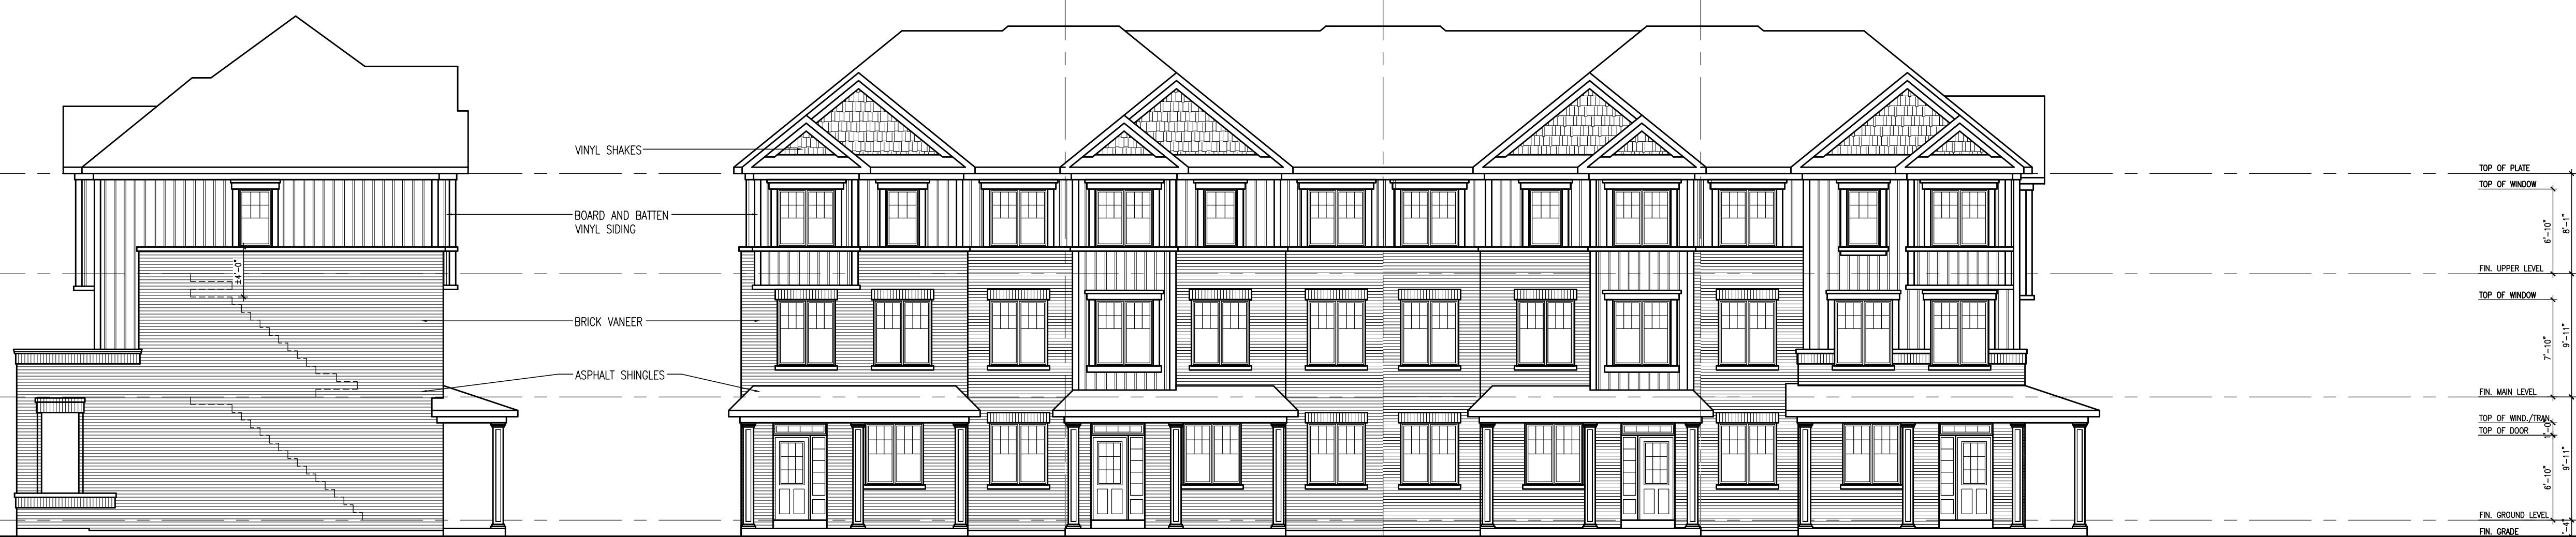 VINYL SHAKES
BOARD AND BATTEN
VINYL SIDING
BRICK VANEER
ASPHALT SHINGLES
±4'-0"
TOP OF PLATE
TOP OF WINDOW
6'-10"
8'-1"
FIN. UPPER LEVEL
TOP OF WINDOW
7'-10"
9'-11"
FIN. MAIN LEVEL
TOP OF WIND./TRAN.
1'-0"
TOP OF DOOR
6'-10"
9'-11"
FIN. GROUND LEVEL
FIN. GRADE